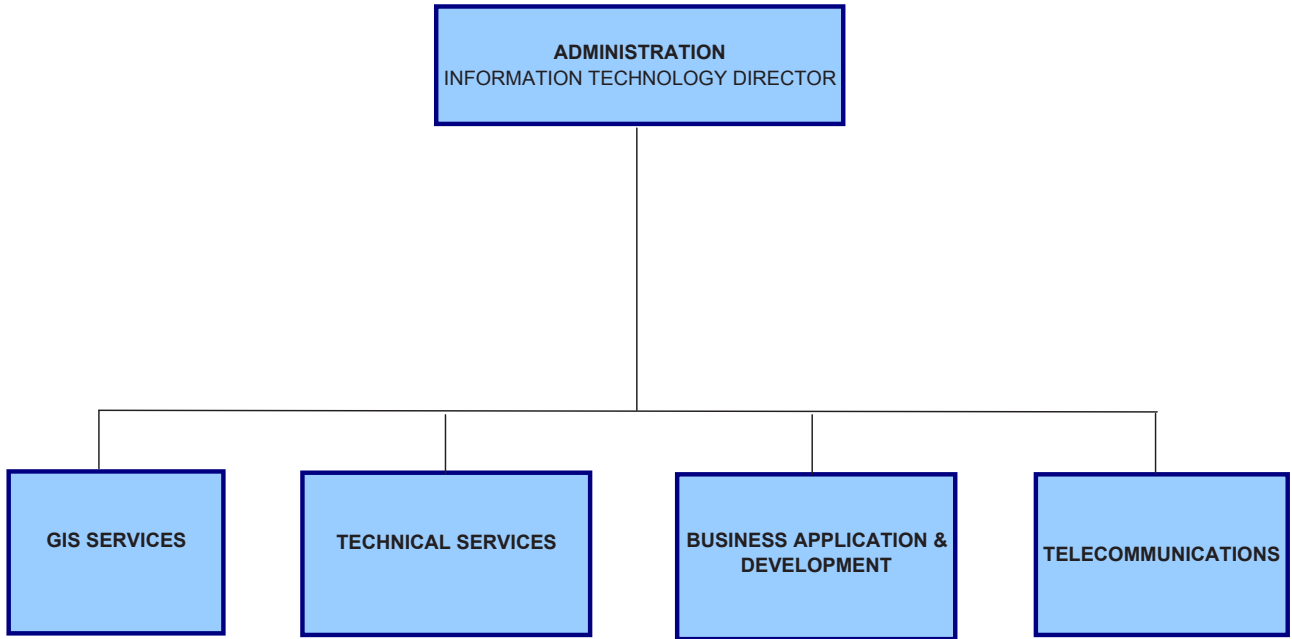 ADMINISTRATION
INFORMATION TECHNOLOGY DIRECTOR
GIS SERVICES
TECHNICAL SERVICES
BUSINESS APPLICATION &
DEVELOPMENT
TELECOMMUNICATIONS